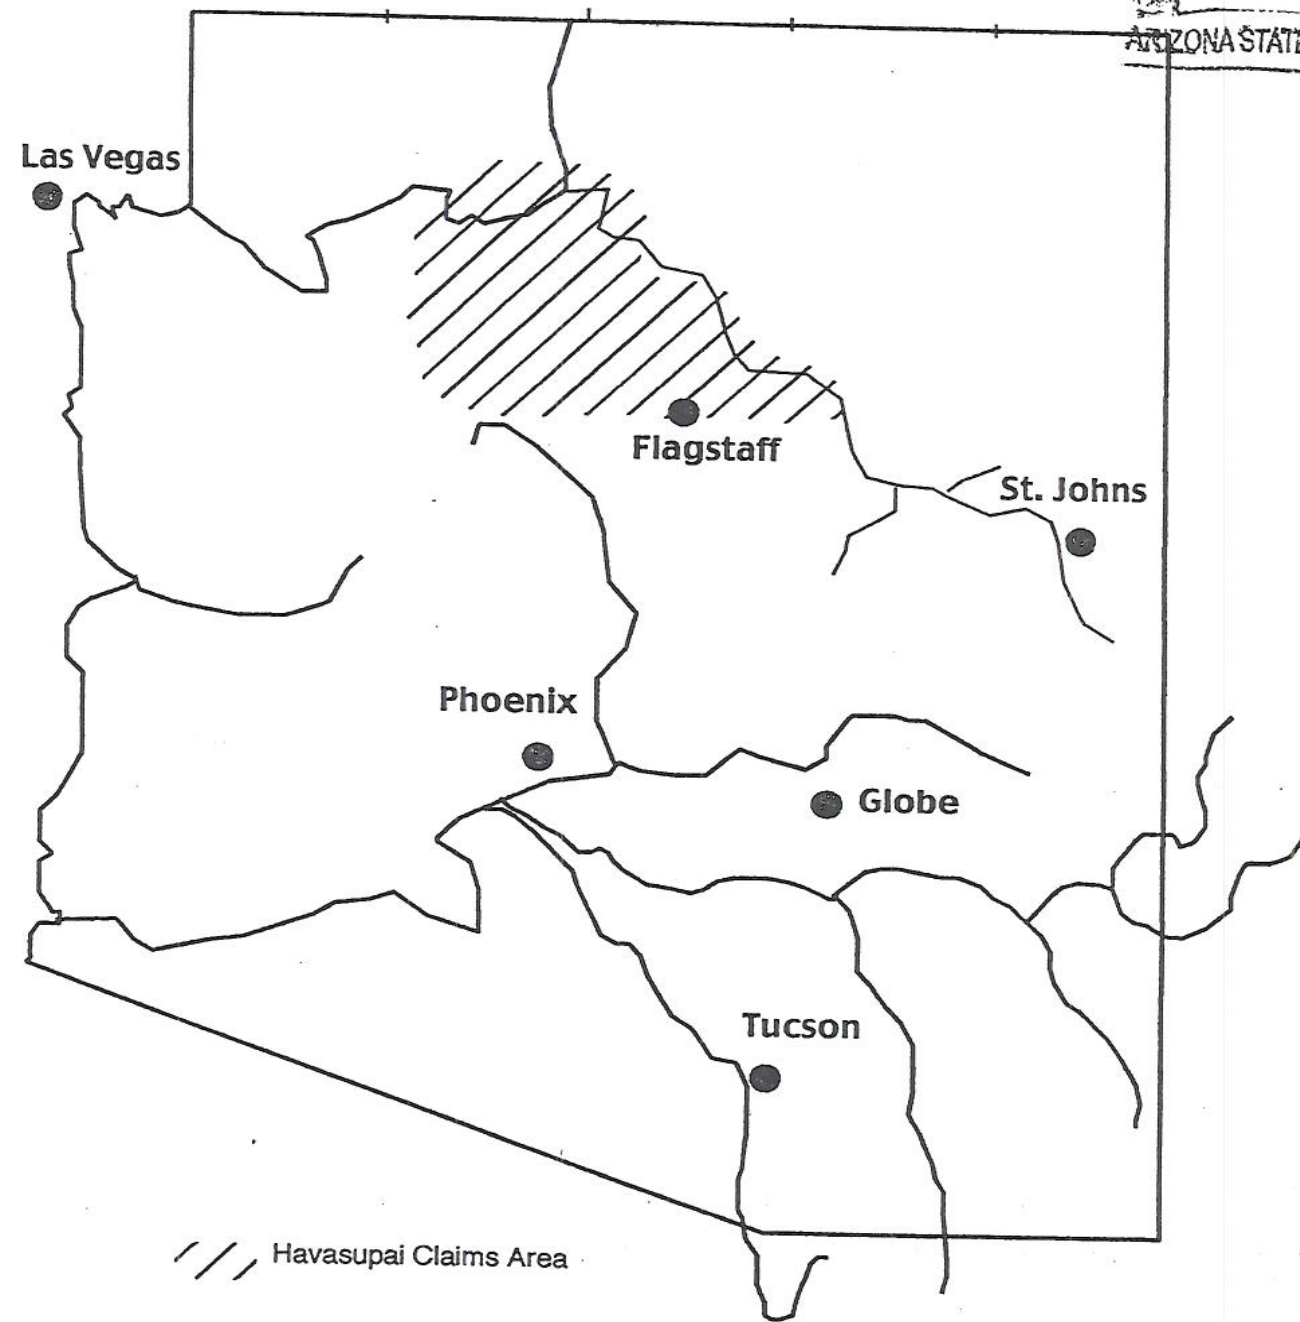 ARIZONA STATE
Las Vegas
Flagstaff
St. Johns
Phoenix
Globe
Tucson
Havasupai Claims Area